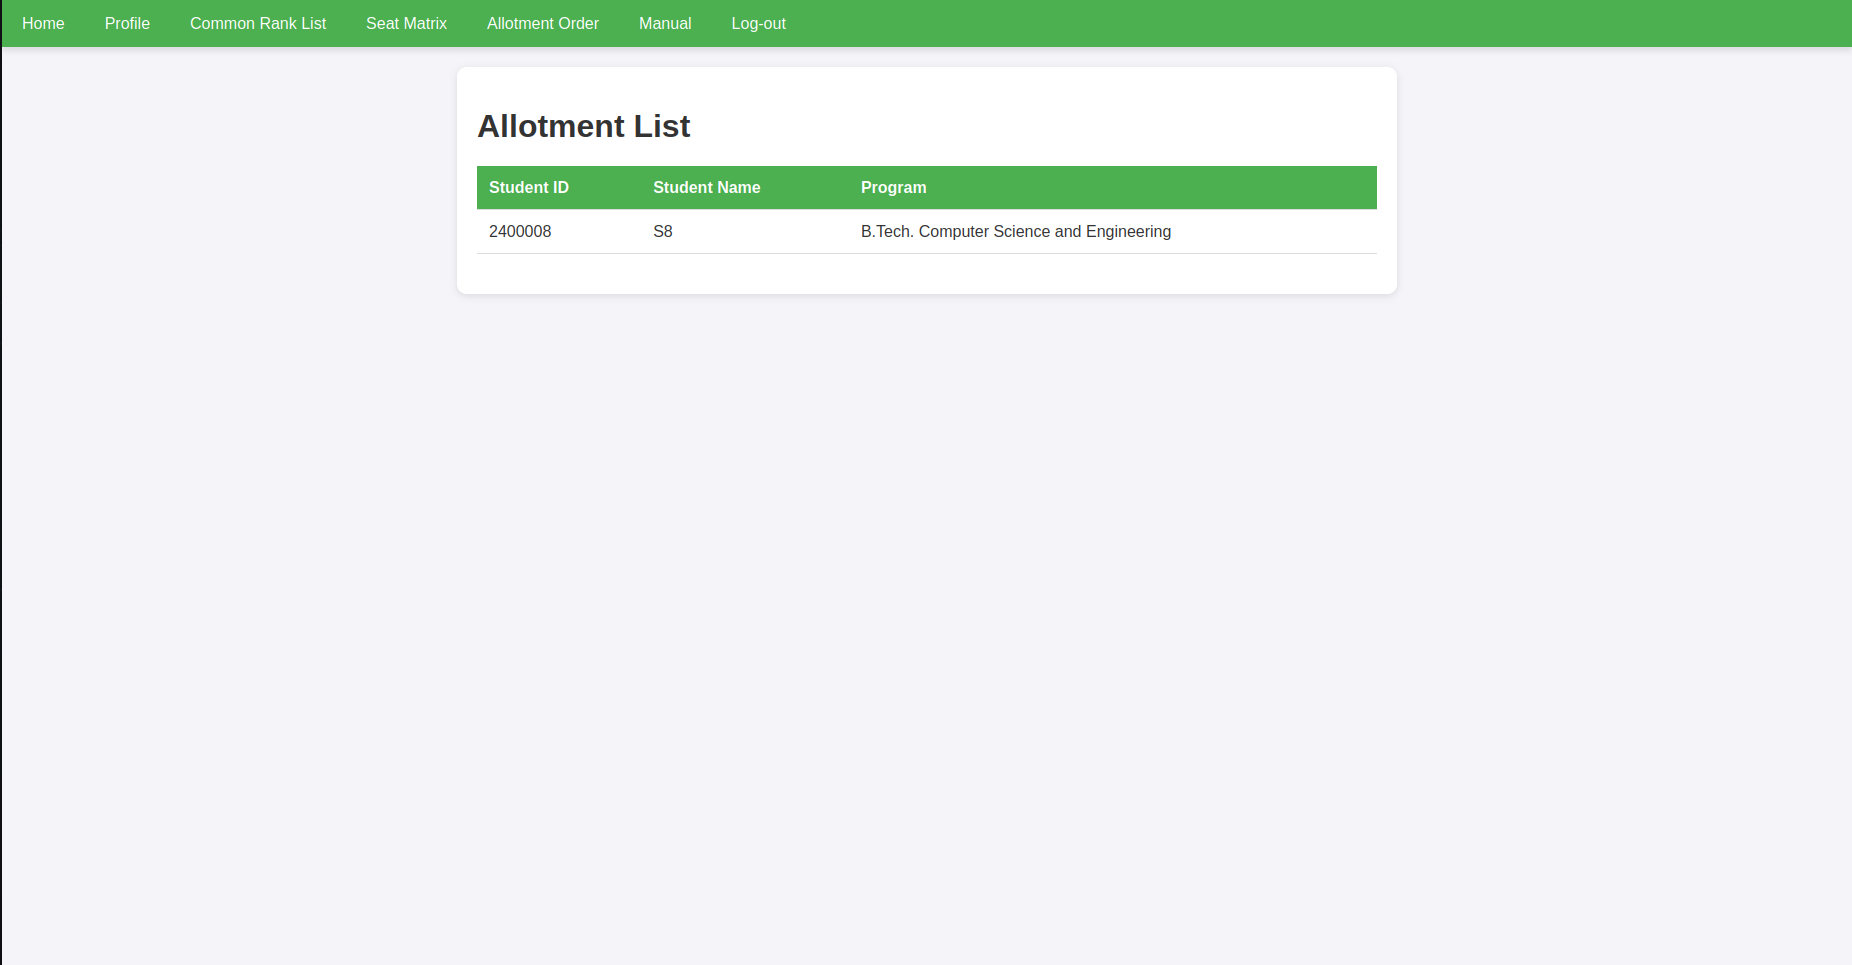 Home Profile Common Rank List Seat Matrix Allotment Order Manual Log-out
Allotment List
Student ID Student Name Program
2400008 S8 B.Tech. Computer Science and Engineering